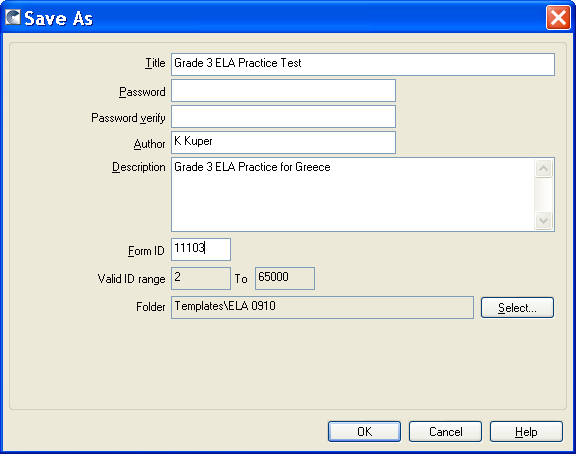 Save As
Title Grade 3 ELA Practice Test
Password
Password verify
Author K Kuper
Description Grade 3 ELA Practice for Greece
Form ID 11103
Valid ID range 2 To 65000
Folder Templates\ELA 0910 Select...
OK Cancel Help